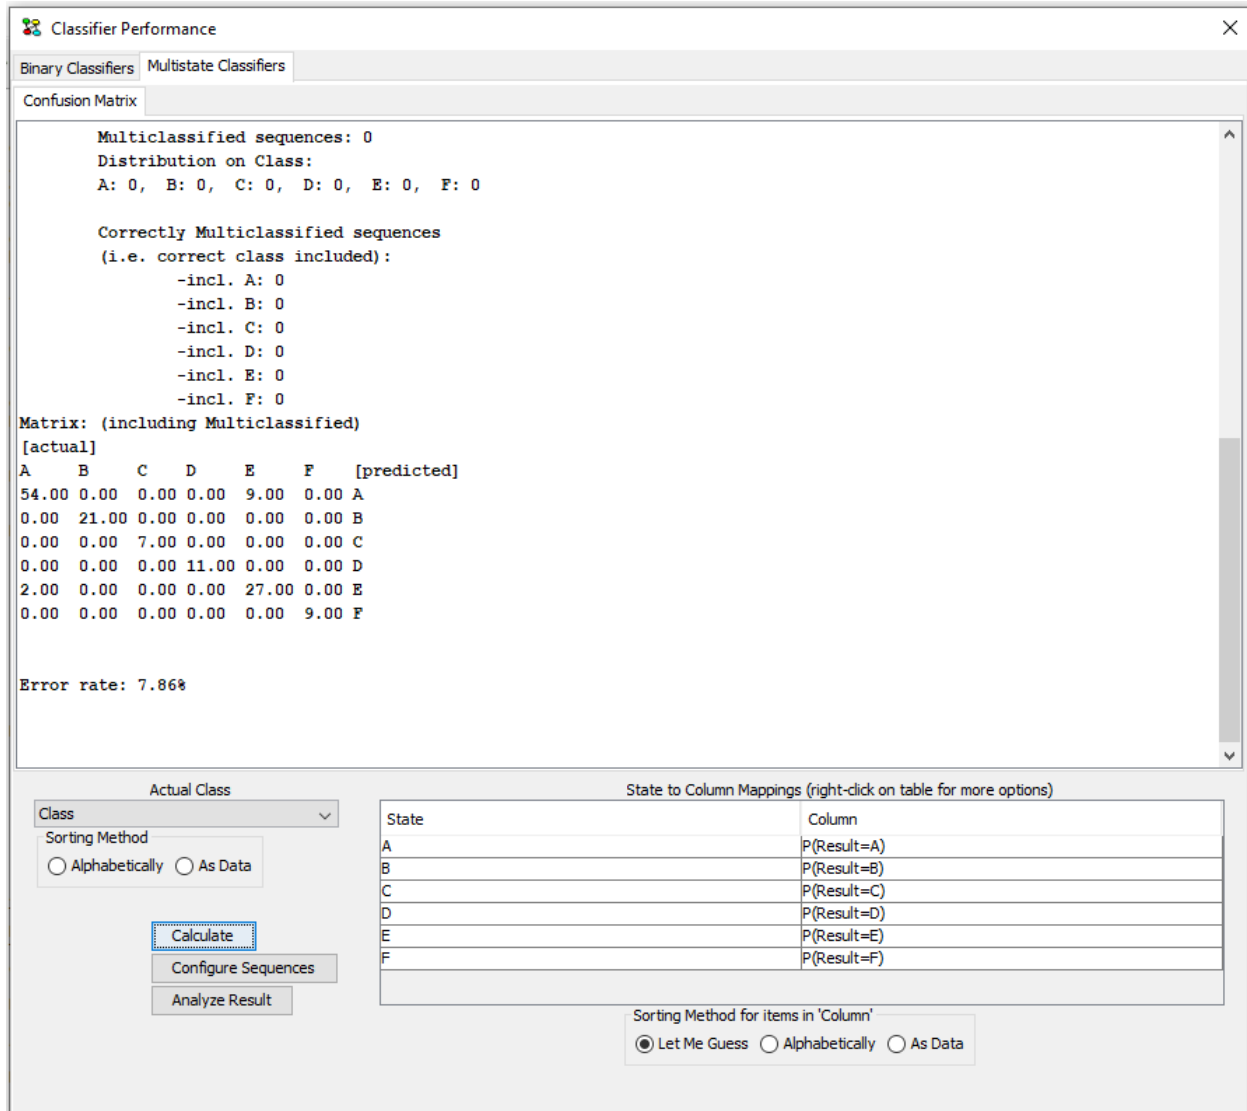 Classifier Performance
Binary Classifiers Multistate Classifiers
Confusion Matrix
Multiclassified sequences: 0
Distribution on Class:
A: 0, B: 0, C: 0, D: 0, E: 0, F: 0
Correctly Multiclassified sequences
(i.e. correct class included):
-incl. A: 0
-incl. B: 0
-incl. C: 0
-incl. D: 0
-incl. E: 0
-incl. F: 0
Matrix: (including Multiclassified)
[actual]
A B C D E F [predicted]
54.00 0.00 0.00 0.00 9.00 0.00 A
0.00 21.00 0.00 0.00 0.00 0.00 B
0.00 0.00 7.00 0.00 0.00 0.00 C
0.00 0.00 0.00 11.00 0.00 0.00 D
2.00 0.00 0.00 0.00 27.00 0.00 E
0.00 0.00 0.00 0.00 0.00 9.00 F
Error rate: 7.86%
Actual Class
Class
Sorting Method
Alphabetically As Data
Calculate
Configure Sequences
Analyze Result
State to Column Mappings (right-click on table for more options)
State Column
A P(Result=A)
B P(Result=B)
C P(Result=C)
D P(Result=D)
E P(Result=E)
F P(Result=F)
Sorting Method for items in 'Column'
Let Me Guess Alphabetically As Data